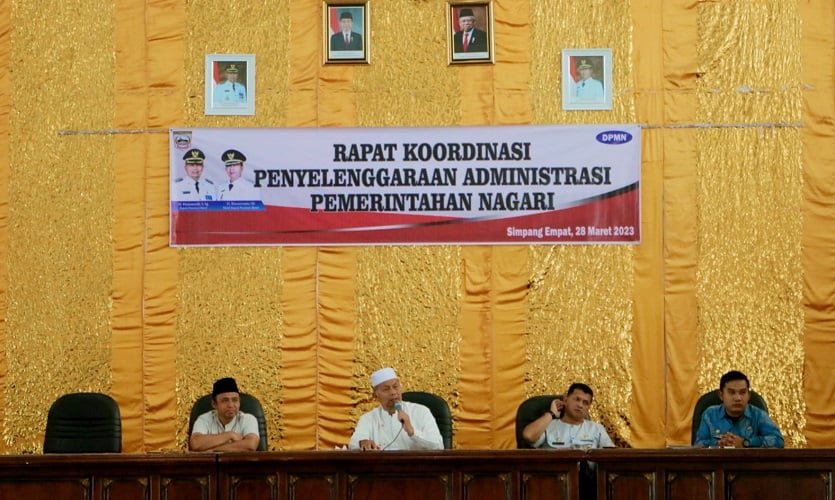 DPMN
RAPAT KOORDINASI
PENYELENGGARAAN ADMINISTRASI
PEMERINTAHAN NAGARI
Simpang Empat, 28 Maret 2023